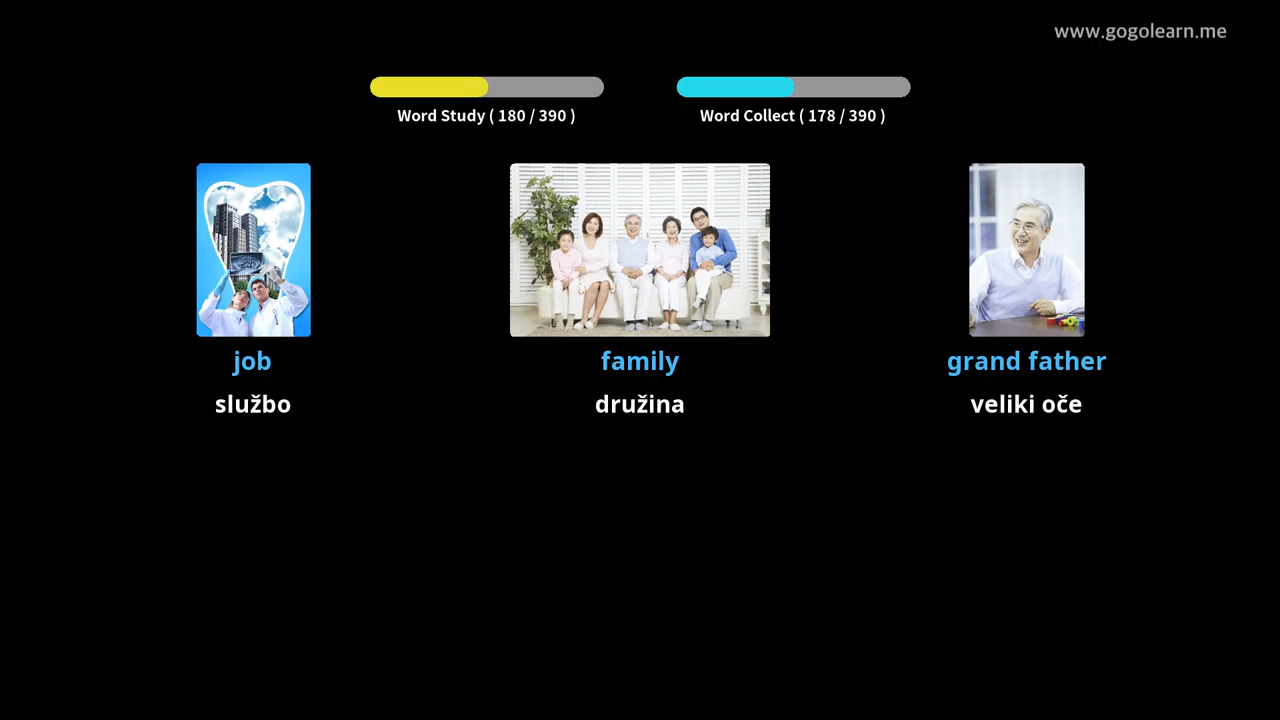 www.gogolearn.me
Word Study ( 180 / 390 )
Word Collect ( 178 / 390 )
job
family
grand father
službo
družina
veliki oče